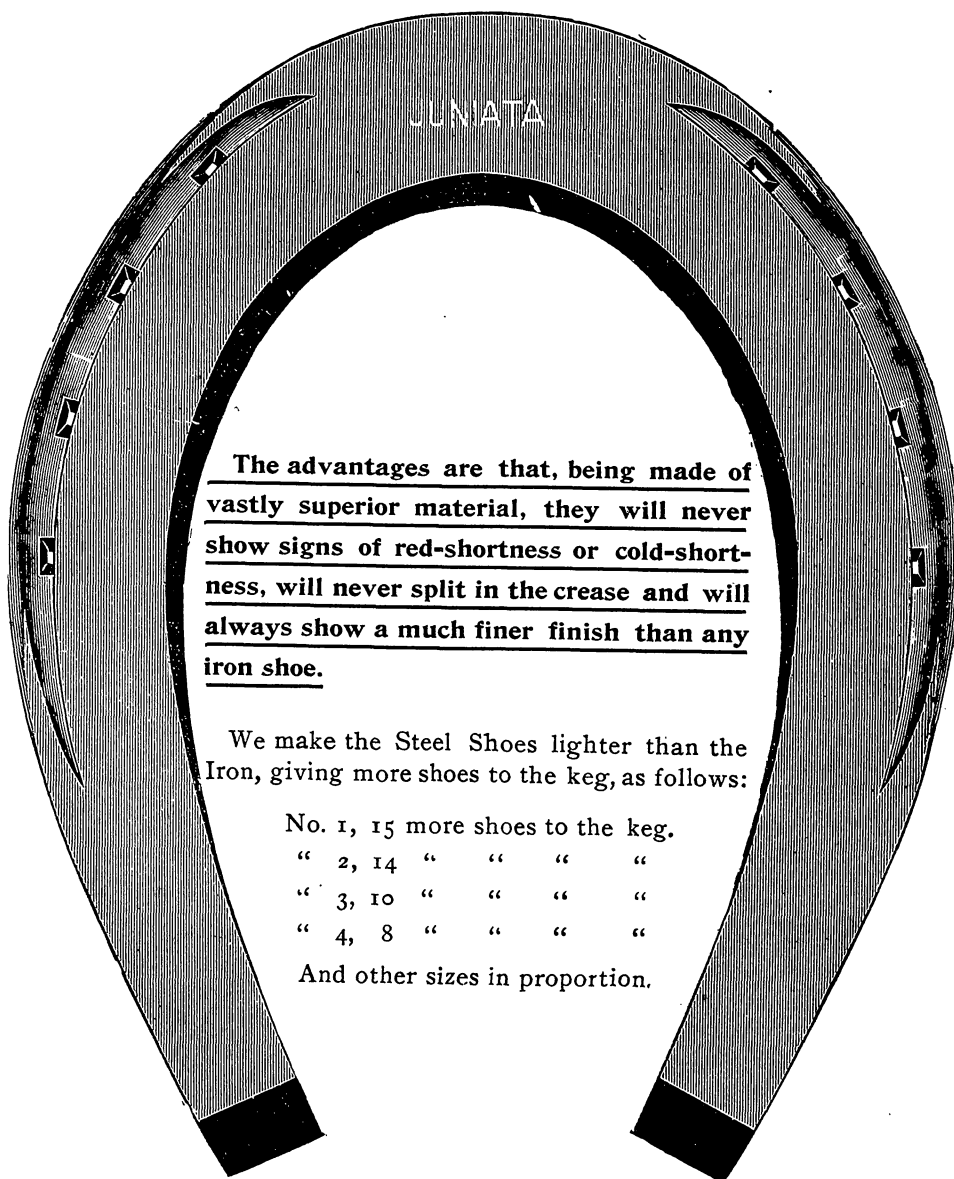 JUNIATA
The advantages are that, being made of
vastly superior material, they will never
show signs of red-shortness or cold-short-
ness, will never split in the crease and will
always show a much finer finish than any
iron shoe.
We make the Steel Shoes lighter than the
Iron, giving more shoes to the keg, as follows:
No. 1, 15 more shoes to the keg.
“ 2, 14 “ “ “ “
“ 3, 10 “ “ “ “
“ 4, 8 “ “ “ “
And other sizes in proportion.